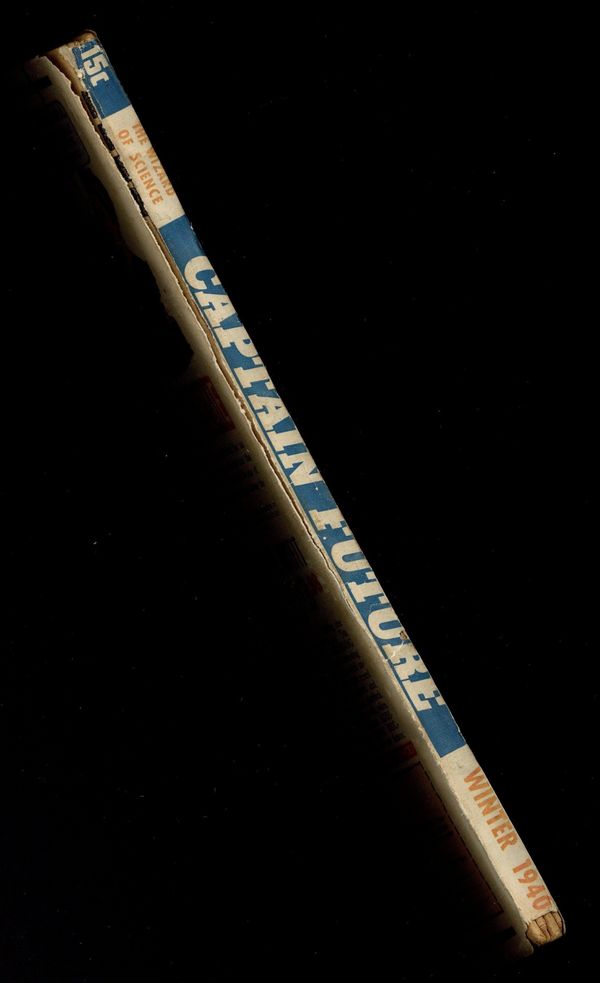 15c
THE WIZARD
OF SCIENCE
CAPTAIN FUTURE
WINTER 1940